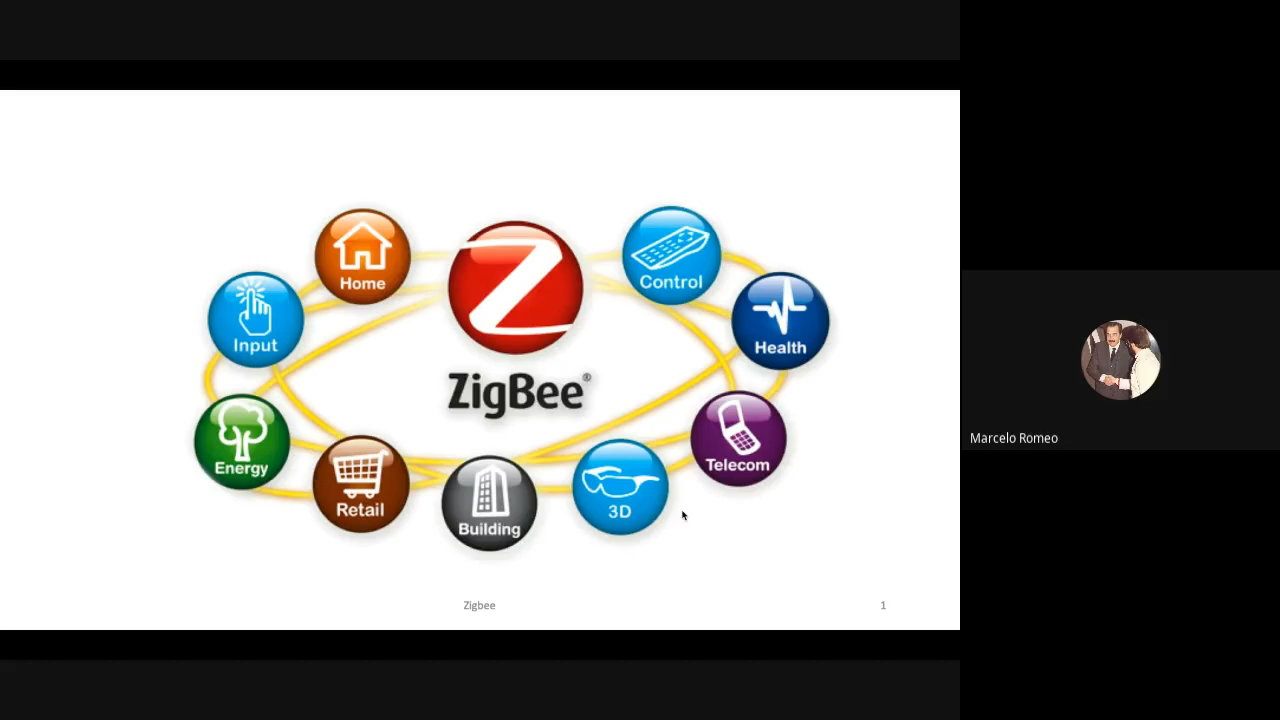 Home
Control
Input
Health
ZigBee®
Energy
Telecom
Retail
3D
Building
Marcelo Romeo
Zigbee
1